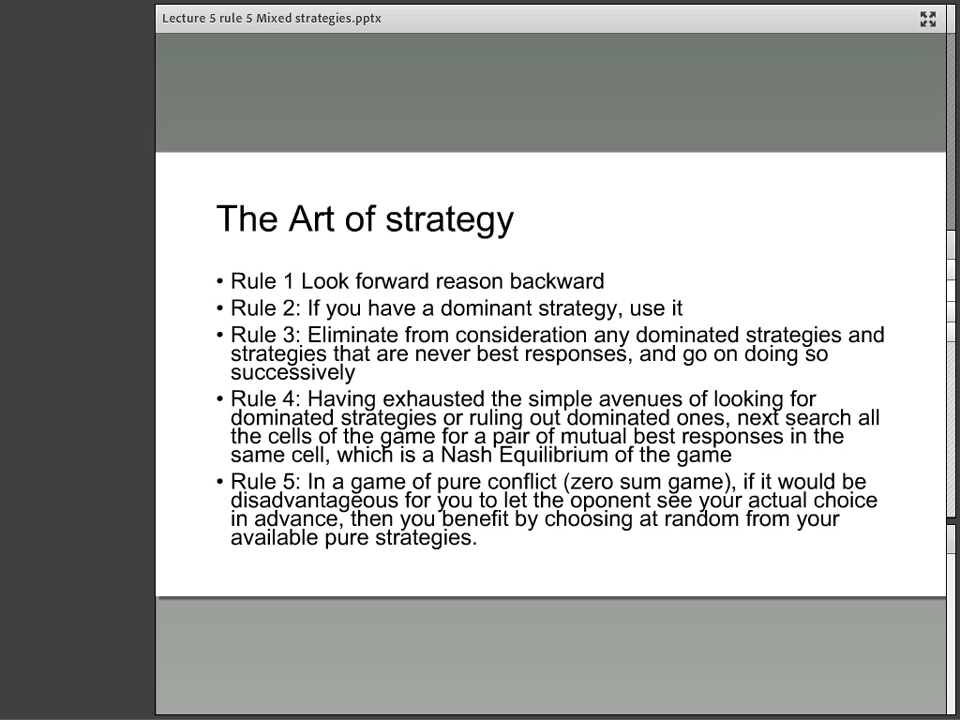 Lecture 5 rule 5 Mixed strategies.pptx
The Art of strategy
• Rule 1 Look forward reason backward
• Rule 2: If you have a dominant strategy, use it
• Rule 3: Eliminate from consideration any dominated strategies and
strategies that are never best responses, and go on doing so
successively
• Rule 4: Having exhausted the simple avenues of looking for
dominated strategies or ruling out dominated ones, next search all
the cells of the game for a pair of mutual best responses in the
same cell, which is a Nash Equilibrium of the game
• Rule 5: In a game of pure conflict (zero sum game), if it would be
disadvantageous for you to let the oponent see your actual choice
in advance, then you benefit by choosing at random from your
available pure strategies.